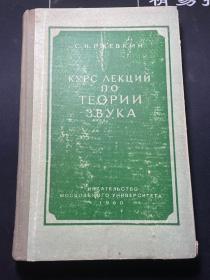 С. Н. РЖЕВКИН
КУРС ЛЕКЦИЙ
ПО
ТЕОРИИ
ЗВУКА
ИЗДАТЕЛЬСТВО
МОСКОВСКОГО УНИВЕРСИТЕТА
1960